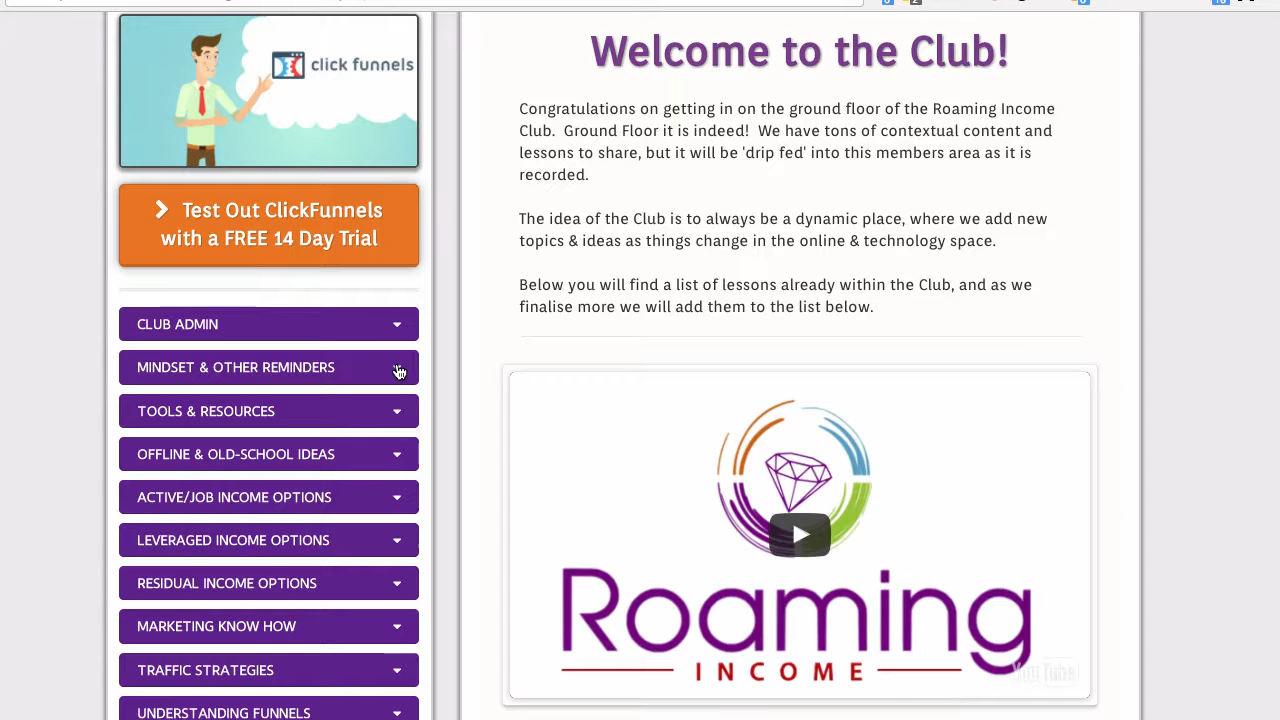 click funnels
Test Out ClickFunnels
with a FREE 14 Day Trial
CLUB ADMIN
MINDSET & OTHER REMINDERS
TOOLS & RESOURCES
OFFLINE & OLD-SCHOOL IDEAS
ACTIVE/JOB INCOME OPTIONS
LEVERAGED INCOME OPTIONS
RESIDUAL INCOME OPTIONS
MARKETING KNOW HOW
TRAFFIC STRATEGIES
UNDERSTANDING FUNNELS
Welcome to the Club!
Congratulations on getting in on the ground floor of the Roaming Income
Club.  Ground Floor it is indeed!  We have tons of contextual content and
lessons to share, but it will be 'drip fed' into this members area as it is
recorded.
The idea of the Club is to always be a dynamic place, where we add new
topics & ideas as things change in the online & technology space.
Below you will find a list of lessons already within the Club, and as we
finalise more we will add them to the list below.
Roaming
INCOME